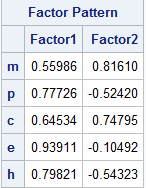 Factor Pattern
Factor1 Factor2
m 0.55986 0.81610
p 0.77726 -0.52420
c 0.64534 0.74795
e 0.93911 -0.10492
h 0.79821 -0.54323